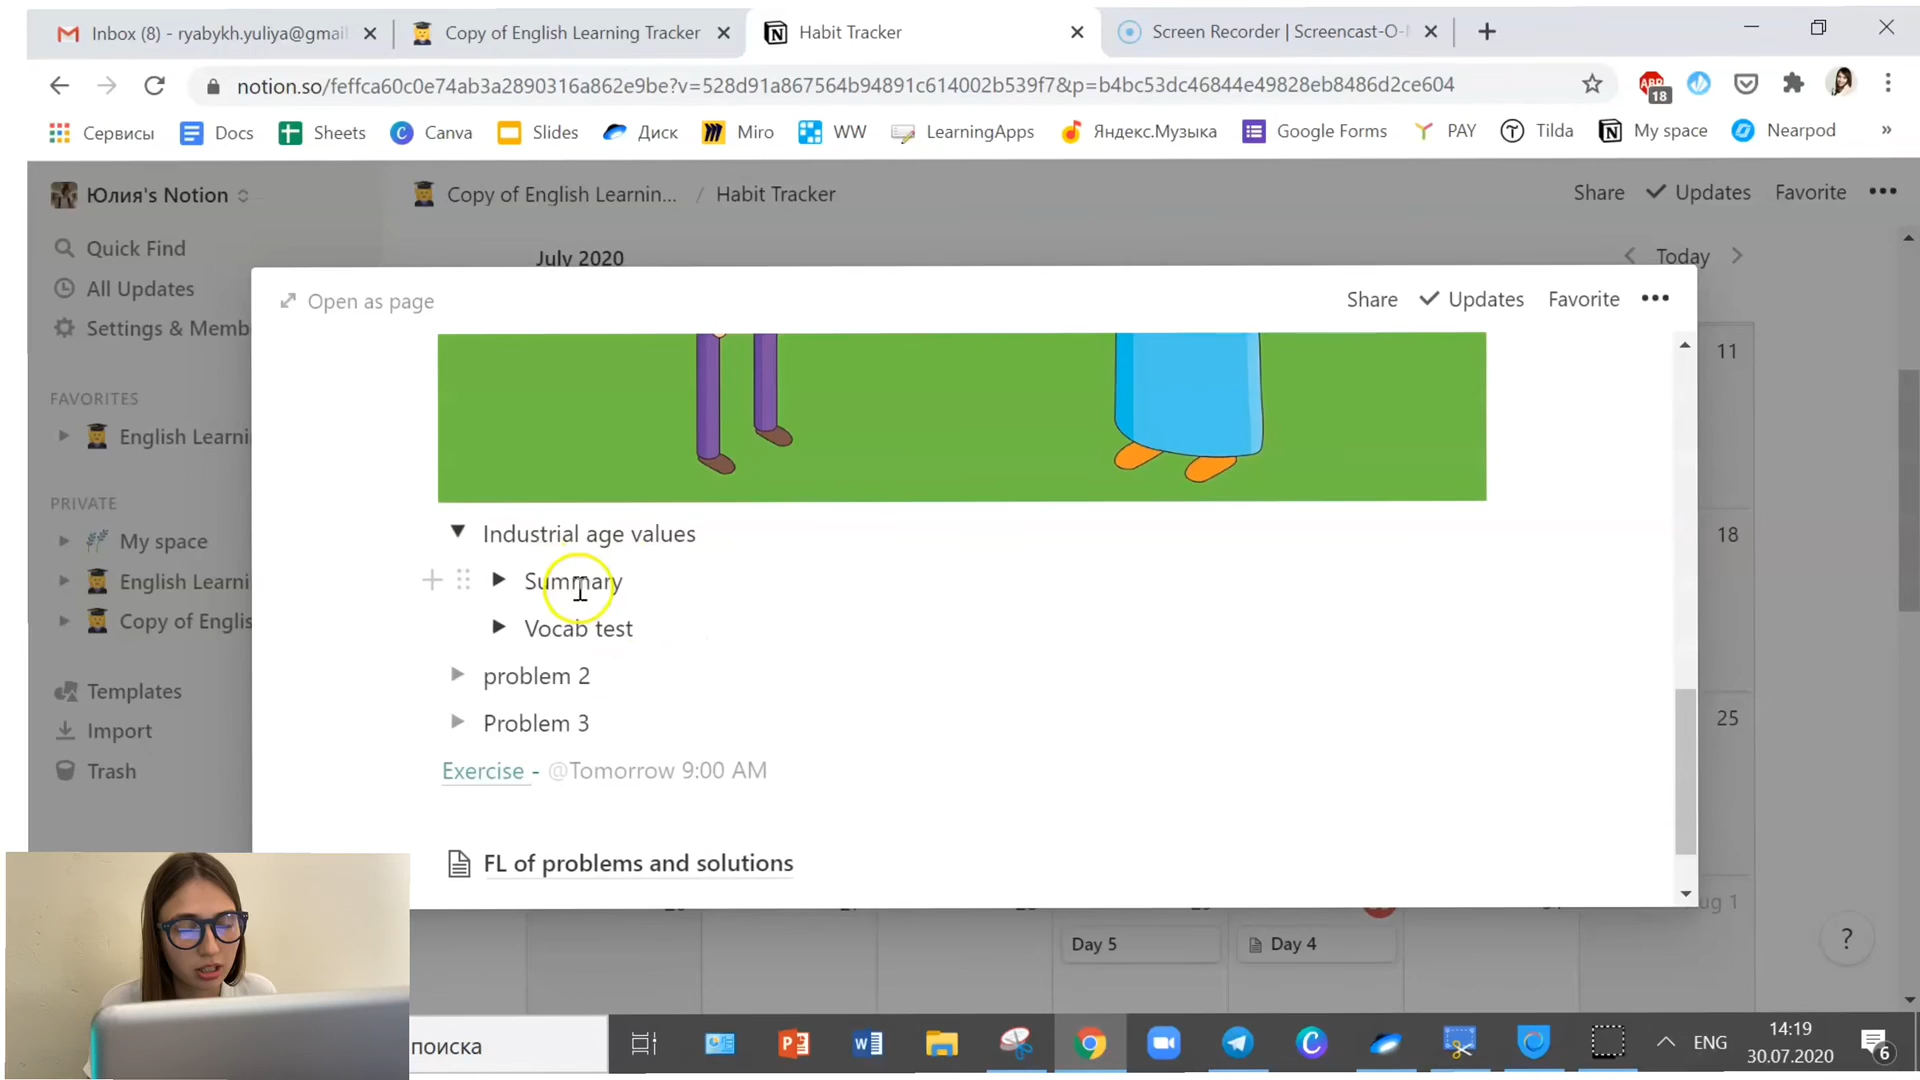 Inbox (8) - ryabykh.yuliya@gmai
Copy of English Learning Tracker
Habit Tracker
Screen Recorder | Screencast-O-
notion.so/feffca60c0e74ab3a2890316a862e9be?v=528d91a867564b94891c614002b539f7&p=b4bc53dc46844e49828eb8486d2ce604
ABP
18
Сервисы
Docs
Sheets
Canva
Slides
Диск
Miro
WW
LearningApps
Яндекс.Музыка
Google Forms
PAY
Tilda
My space
Nearpod
»
Юлия's Notion
Copy of English Learnin... / Habit Tracker
Share
Updates
Favorite
•••
Quick Find
All Updates
Settings & Memb
FAVORITES
English Learni
PRIVATE
My space
English Learni
Copy of Englis
Templates
Import
Trash
July 2020
Today
Open as page
Share
Updates
Favorite
•••
11
18
25
Industrial age values
Summary
Vocab test
problem 2
Problem 3
Exercise - @Tomorrow 9:00 AM
FL of problems and solutions
Day 5
Day 4
?
поиска
ENG
14:19
30.07.2020
6